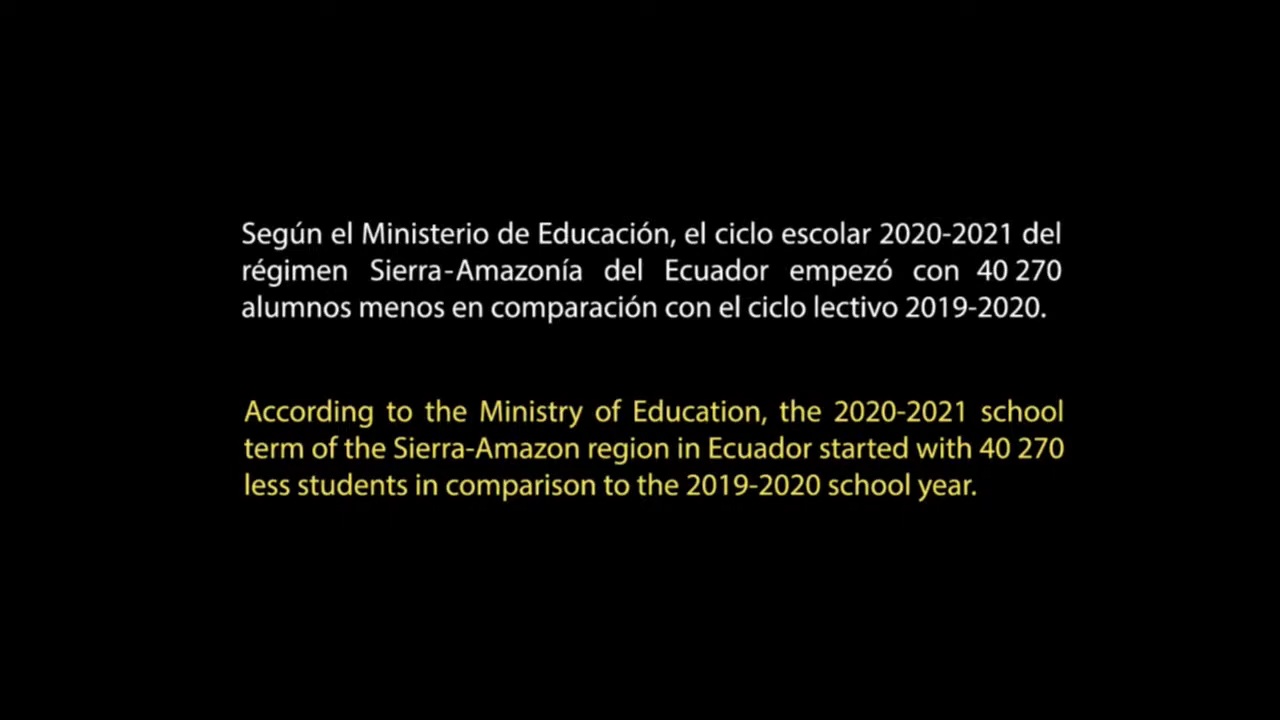 Según el Ministerio de Educación, el ciclo escolar 2020-2021 del
régimen Sierra-Amazonía del Ecuador empezó con 40 270
alumnos menos en comparación con el ciclo lectivo 2019-2020.
According to the Ministry of Education, the 2020-2021 school
term of the Sierra-Amazon region in Ecuador started with 40 270
less students in comparison to the 2019-2020 school year.